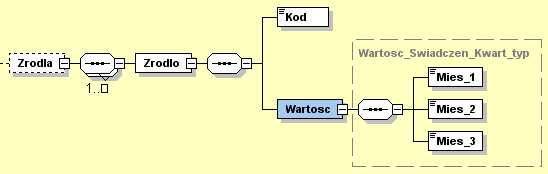 Kod
Wartosc_Swiadczen_Kwart_typ
Zrodla
Zrodlo
1..
Mies_1
Wartosc
Mies_2
Mies_3